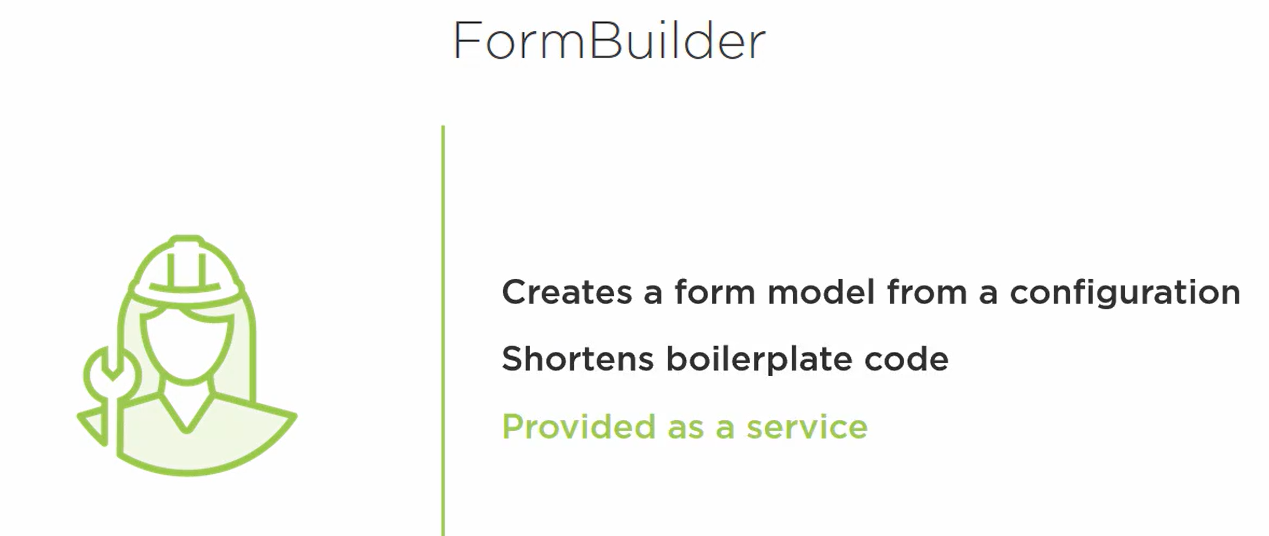 FormBuilder
Creates a form model from a configuration
Shortens boilerplate code
Provided as a service